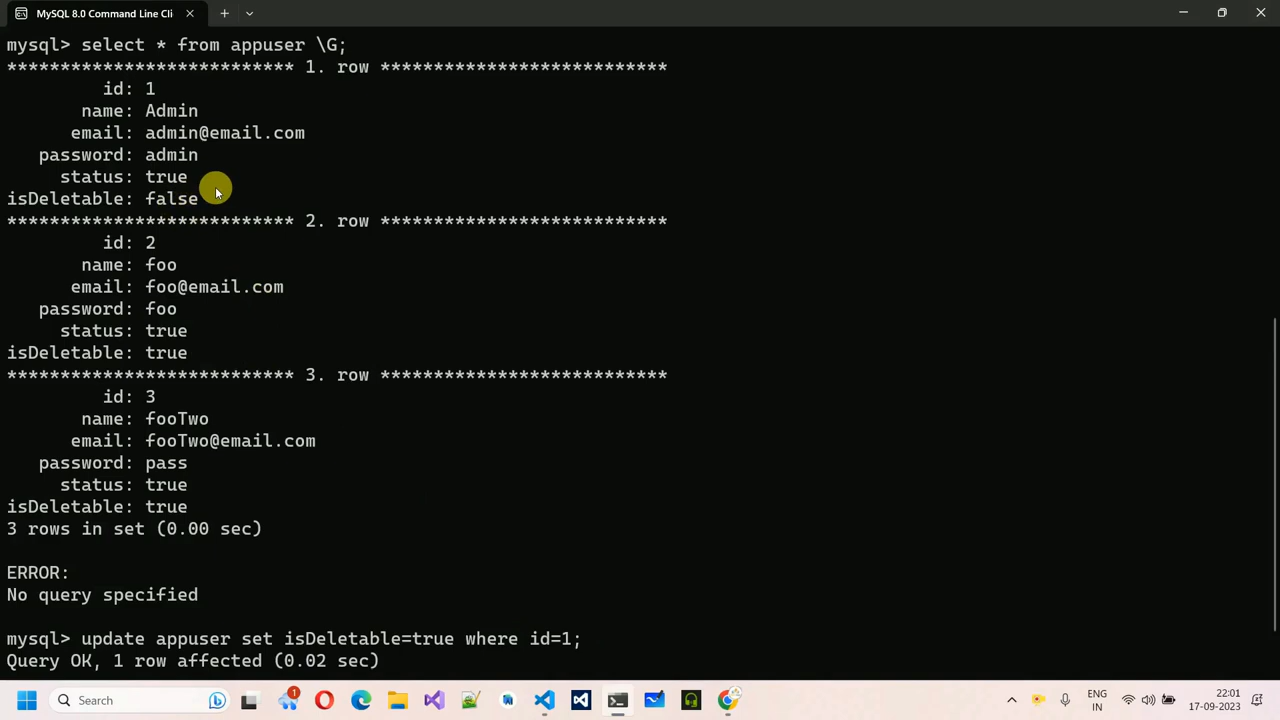 MySQL 8.0 Command Line Cli
mysql> select * from appuser \G;
*************************** 1. row ***************************
id: 1
name: Admin
email: admin@email.com
password: admin
status: true
isDeletable: false
*************************** 2. row ***************************
id: 2
name: foo
email: foo@email.com
password: foo
status: true
isDeletable: true
*************************** 3. row ***************************
id: 3
name: fooTwo
email: fooTwo@email.com
password: pass
status: true
isDeletable: true
3 rows in set (0.00 sec)
ERROR:
No query specified
mysql> update appuser set isDeletable=true where id=1;
Query OK, 1 row affected (0.02 sec)
Search
1
ENG
IN
22:01
17-09-2023